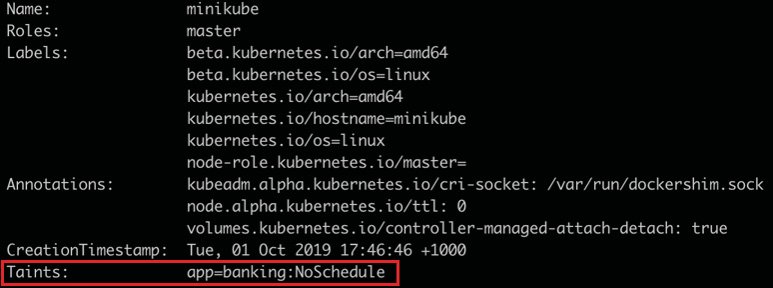 Name: minikube
Roles: master
Labels: beta.kubernetes.io/arch=amd64
beta.kubernetes.io/os=linux
kubernetes.io/arch=amd64
kubernetes.io/hostname=minikube
kubernetes.io/os=linux
node-role.kubernetes.io/master=
Annotations: kubeadm.alpha.kubernetes.io/cri-socket: /var/run/dockershim.sock
node.alpha.kubernetes.io/ttl: 0
volumes.kubernetes.io/controller-managed-attach-detach: true
CreationTimestamp: Tue, 01 Oct 2019 17:46:46 +1000
Taints: app=banking:NoSchedule